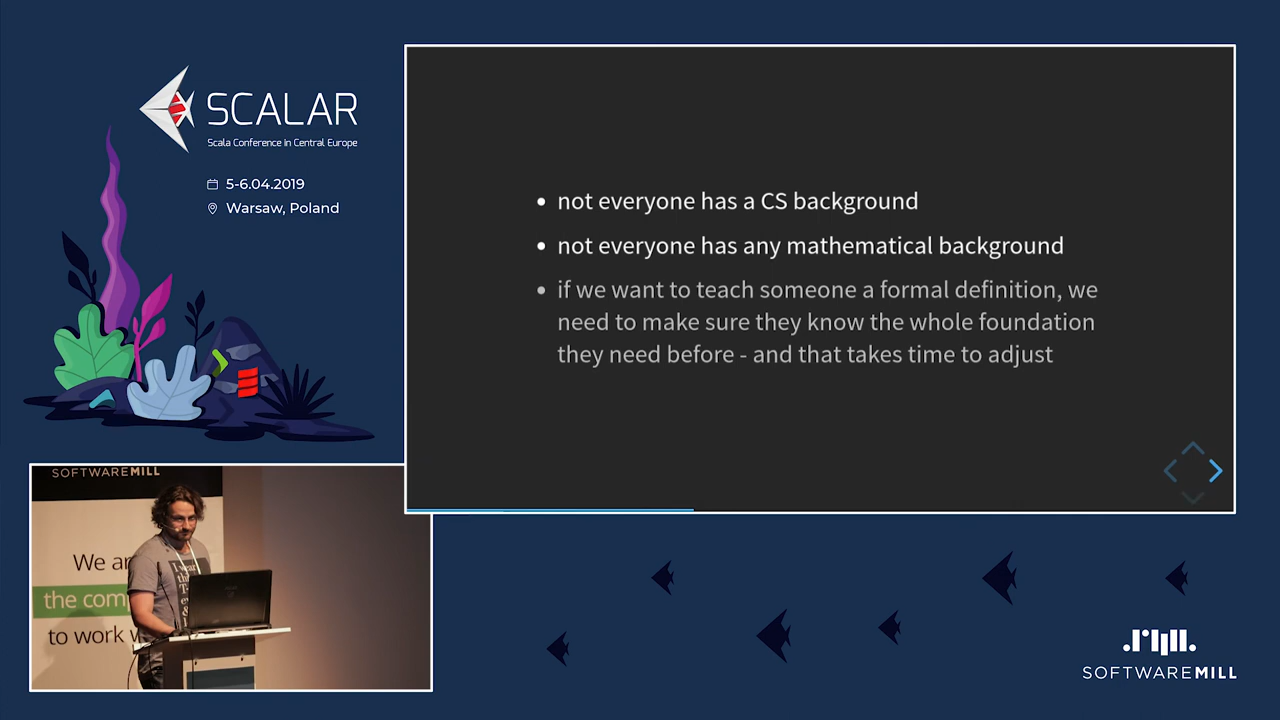 SCALAR
Scala Conference in Central Europe
5-6.04.2019
Warsaw, Poland
• not everyone has a CS background
• not everyone has any mathematical background
• if we want to teach someone a formal definition, we
need to make sure they know the whole foundation
they need before - and that takes time to adjust
SOFTWAREMILL
We ar
the com
to work w
I wear
this
T-
ev
SOFTWAREMILL